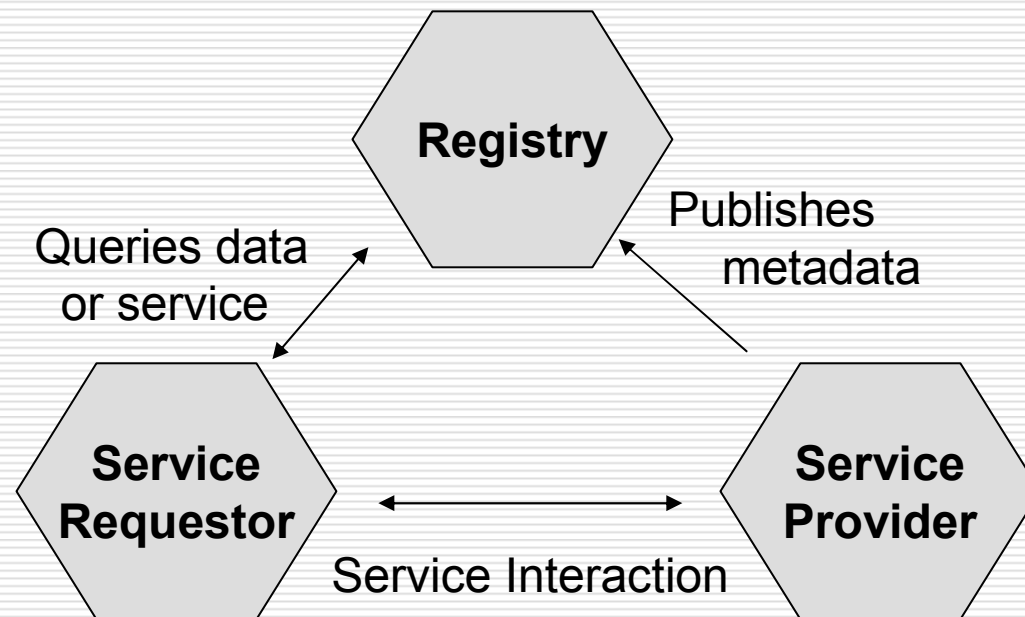 Registry
Publishes
metadata
Queries data
or service
Service
Requestor
Service
Provider
Service Interaction